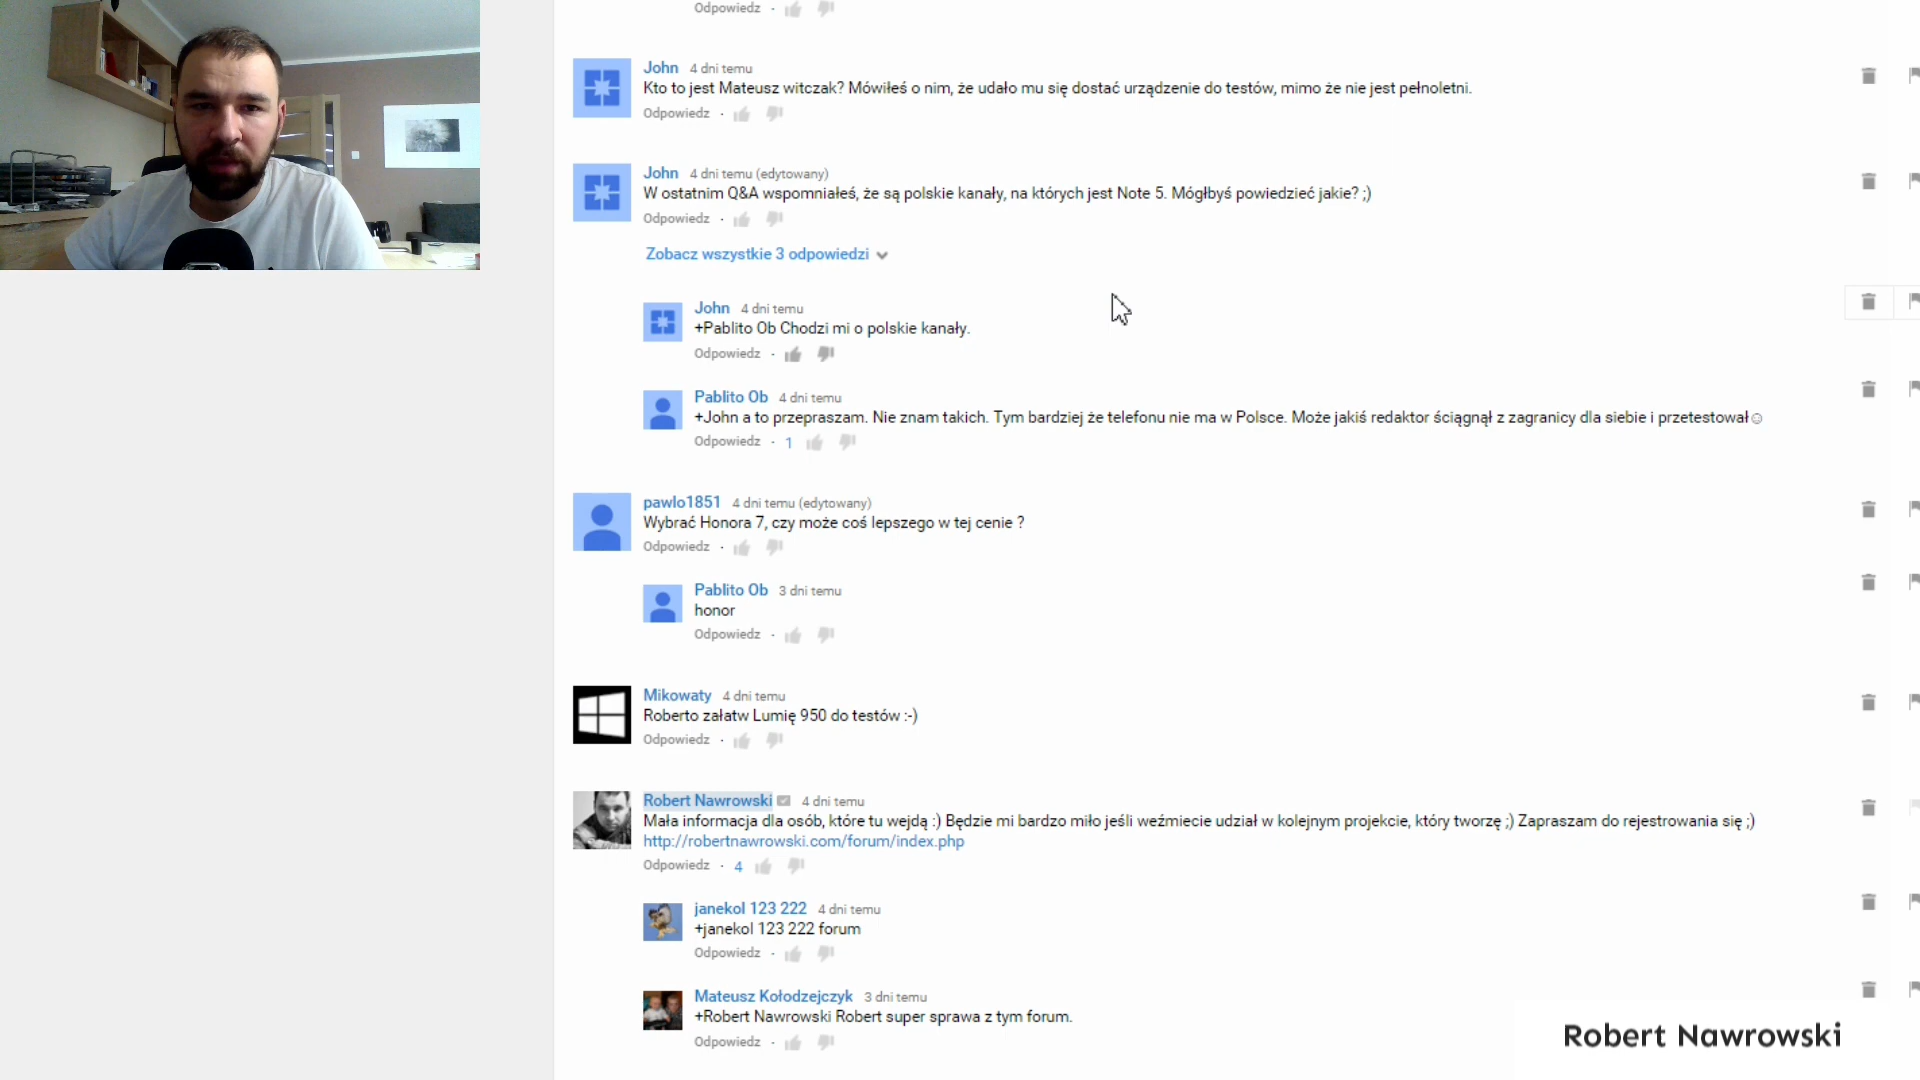 Odpowiedz ·
John 4 dni temu
Kto to jest Mateusz witczak? Mówiłeś o nim, że udało mu się dostać urządzenie do testów, mimo że nie jest pełnoletni.
Odpowiedz ·
John 4 dni temu (edytowany)
W ostatnim Q&A wspomniałeś, że są polskie kanały, na których jest Note 5. Mógłbyś powiedzieć jakie? ;)
Odpowiedz ·
Zobacz wszystkie 3 odpowiedzi
John 4 dni temu
+Pablito Ob Chodzi mi o polskie kanały.
Odpowiedz ·
Pablito Ob 4 dni temu
+John a to przepraszam. Nie znam takich. Tym bardziej że telefonu nie ma w Polsce. Może jakiś redaktor ściągnął z zagranicy dla siebie i przetestował☺
Odpowiedz · 1
pawlo1851 4 dni temu (edytowany)
Wybrać Honora 7, czy może coś lepszego w tej cenie ?
Odpowiedz ·
Pablito Ob 3 dni temu
honor
Odpowiedz ·
Mikowaty 4 dni temu
Roberto załatw Lumię 950 do testów :-)
Odpowiedz ·
Robert Nawrowski 4 dni temu
Mała informacja dla osób, które tu wejdą :) Będzie mi bardzo miło jeśli weźmiecie udział w kolejnym projekcie, który tworzę ;) Zapraszam do rejestrowania się ;)
http://robertnawrowski.com/forum/index.php
Odpowiedz · 4
janekol 123 222 4 dni temu
+janekol 123 222 forum
Odpowiedz ·
Mateusz Kołodzejczyk 3 dni temu
+Robert Nawrowski Robert super sprawa z tym forum.
Odpowiedz ·
Robert Nawrowski